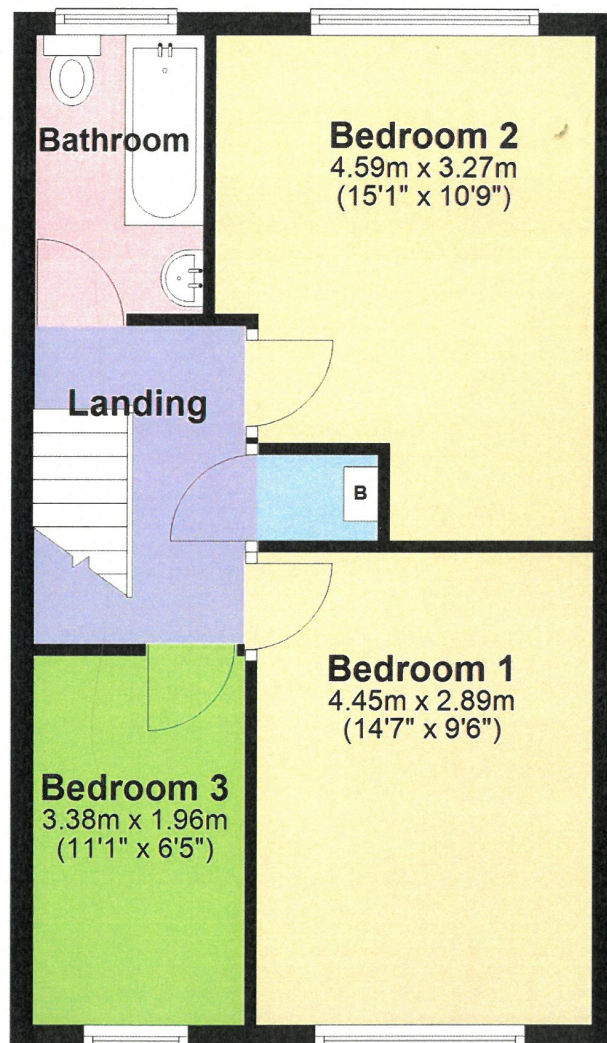 Bathroom
Bedroom 2
4.59m x 3.27m
(15'1" x 10'9")
Landing
B
Bedroom 1
4.45m x 2.89m
(14'7" x 9'6")
Bedroom 3
3.38m x 1.96m
(11'1" x 6'5")